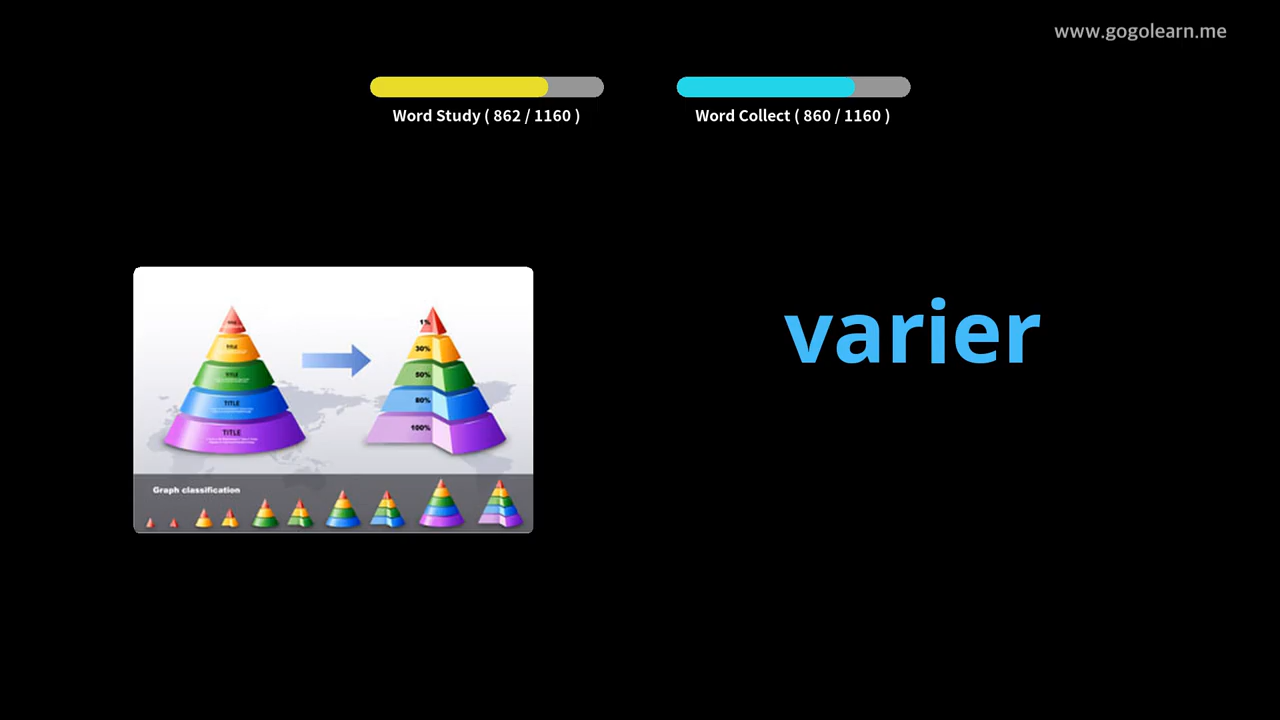 www.gogolearn.me
Word Study ( 862 / 1160 )
Word Collect ( 860 / 1160 )
varier
TITLE
TITLE
TITLE
TITLE
1%
30%
50%
80%
100%
Graph classification